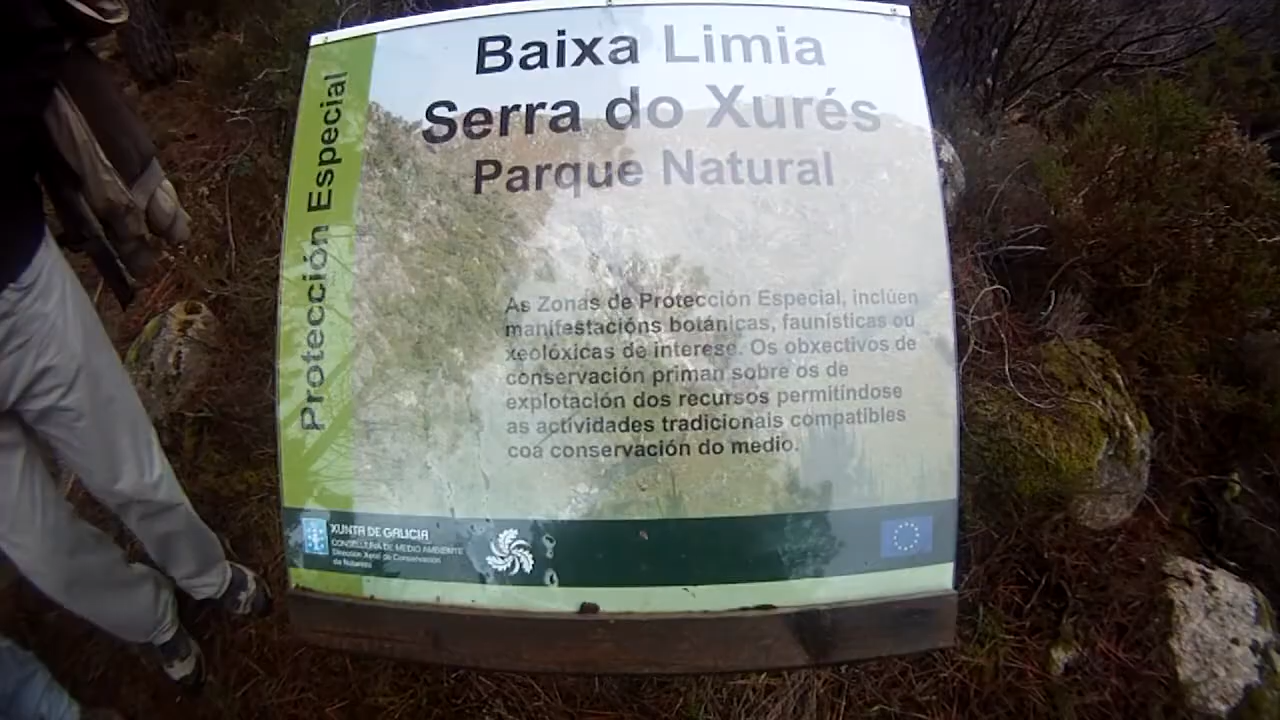 Baixa Limia
Serra do Xurés
Parque Natural
Protección Especial
As Zonas de Protección Especial, inclúen
manifestacións botánicas, faunísticas ou
xeolóxicas de interese. Os obxectivos de
conservación priman sobre os de
explotación dos recursos permitíndose
as actividades tradicionais compatibles
coa conservación do medio.
XUNTA DE GALICIA
CONSELLERÍA DE MEDIO AMBIENTE
Dirección Xeral de Conservación
da Natureza